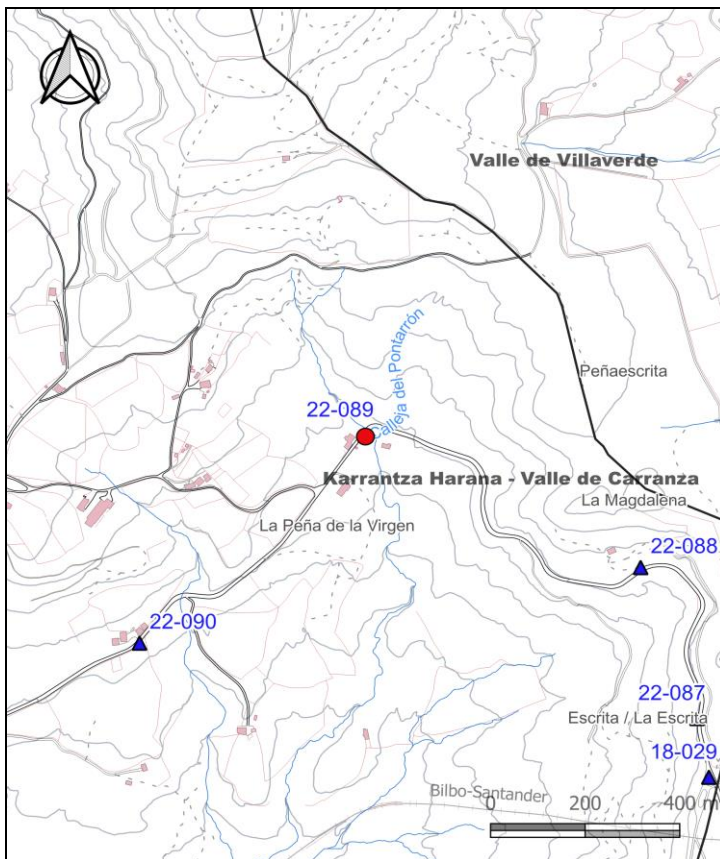 Valle de Villaverde
Peñaescrita
Calleja del Pontarrón
22-089
Karrantza Harana - Valle de Carranza
La Magdalena
La Peña de la Virgen
22-088
22-090
22-087
Escrita / La Escrita
18-029
Bilbo-Santander
0 200 400 m